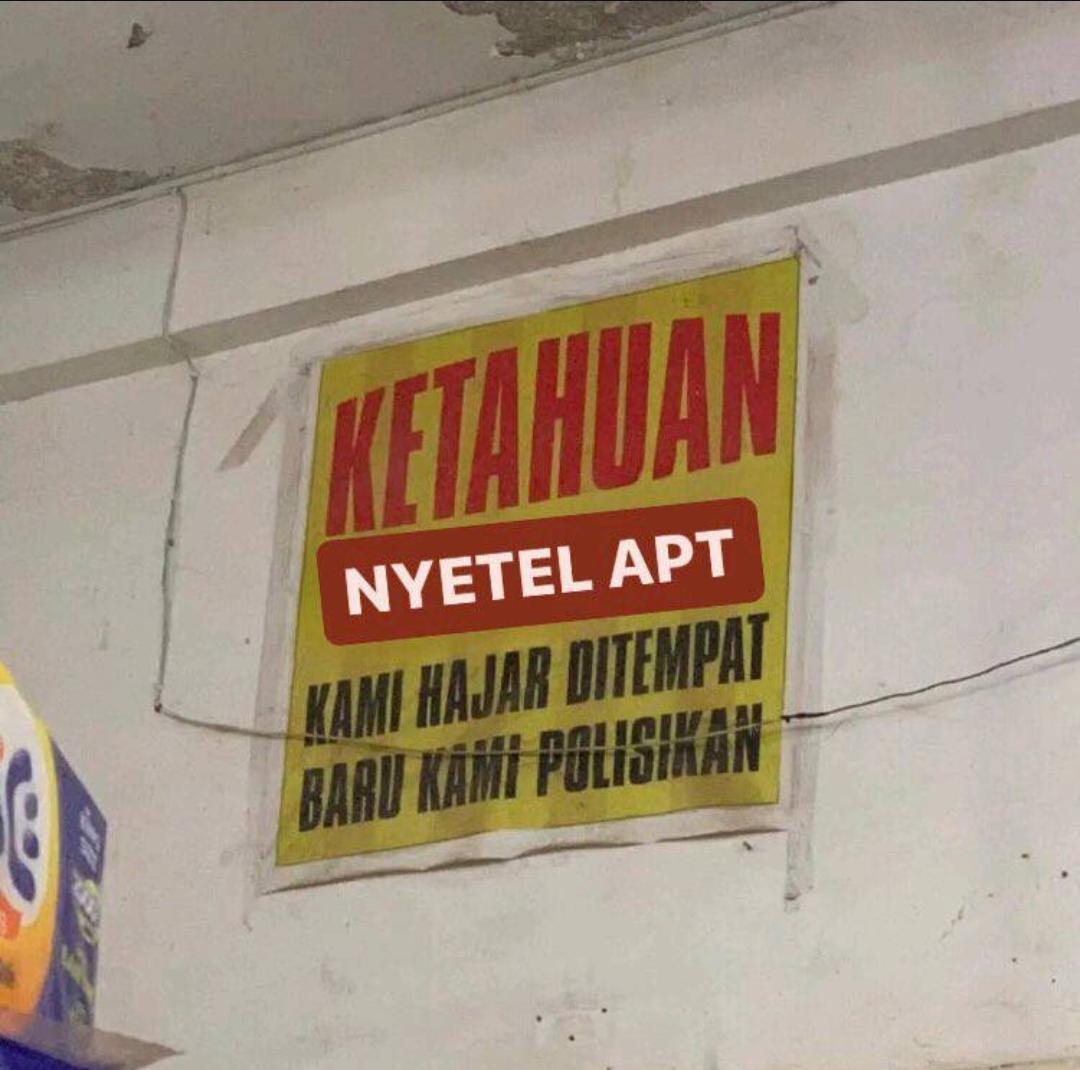 KETAHUAN
NYETEL APT
KAMI HAJAR DITEMPAT
BARU KAMI POLISIKAN